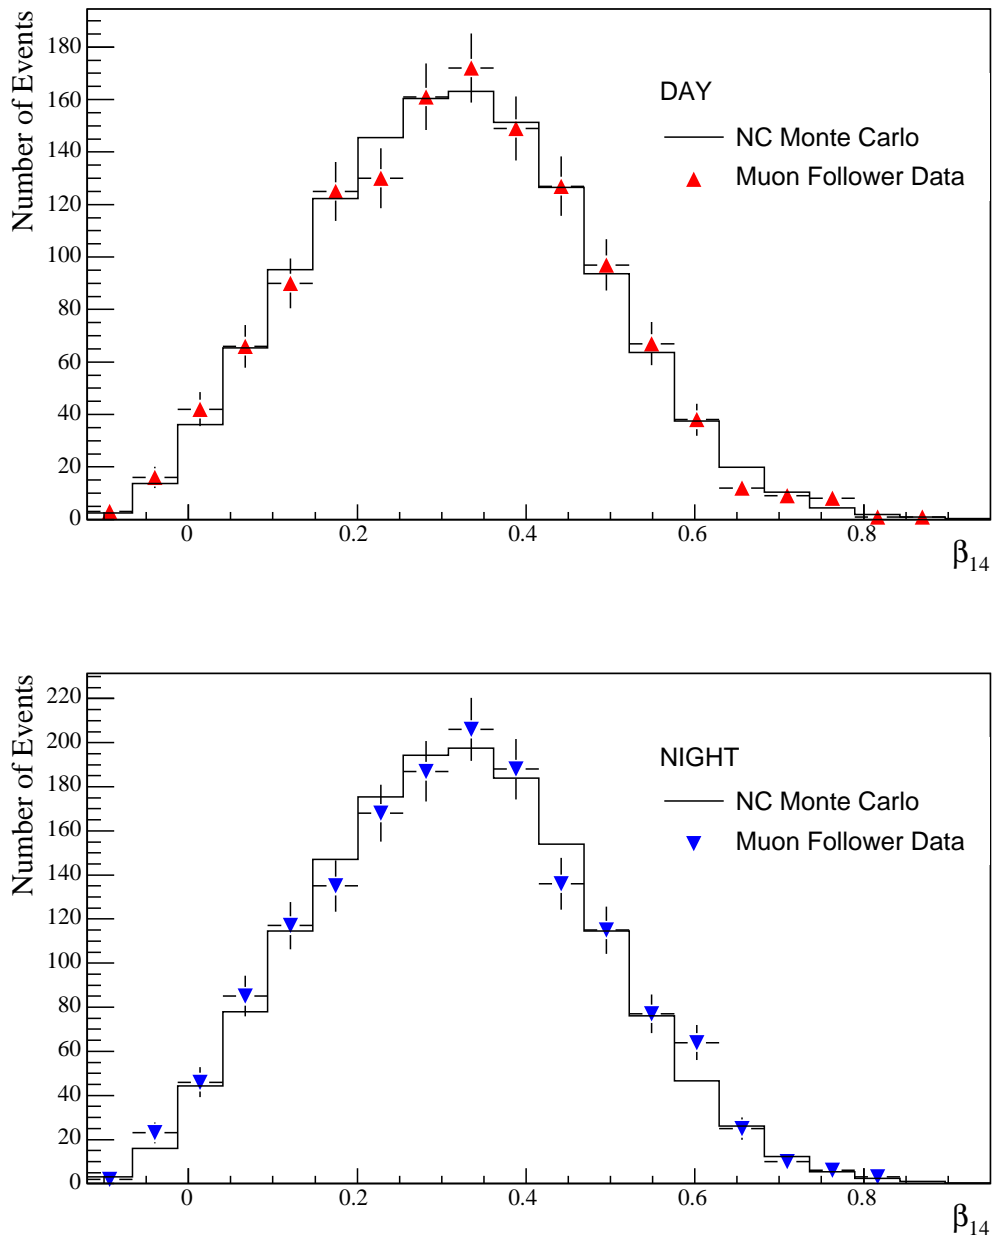 Number of Events
180
160
140
120
100
80
60
40
20
0
DAY
NC Monte Carlo
Muon Follower Data
0 0.2 0.4 0.6 0.8
β14
Number of Events
220
200
180
160
140
120
100
80
60
40
20
0
NIGHT
NC Monte Carlo
Muon Follower Data
0 0.2 0.4 0.6 0.8
β14